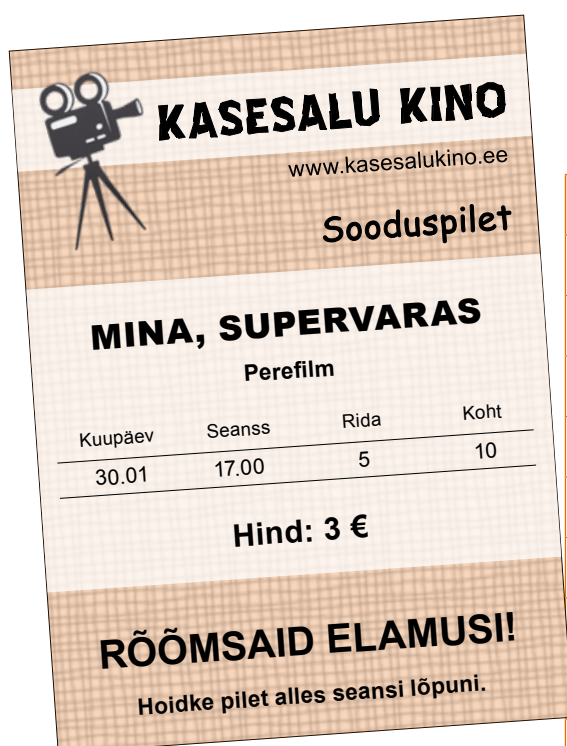 KASESALU KINO
www.kasesalukino.ee
Sooduspilet
MINA, SUPERVARAS
Perefilm
Kuupäev Seanss Rida Koht
30.01 17.00 5 10
Hind: 3 €
RÕÕMSAID ELAMUSI!
Hoidke pilet alles seansi lõpuni.